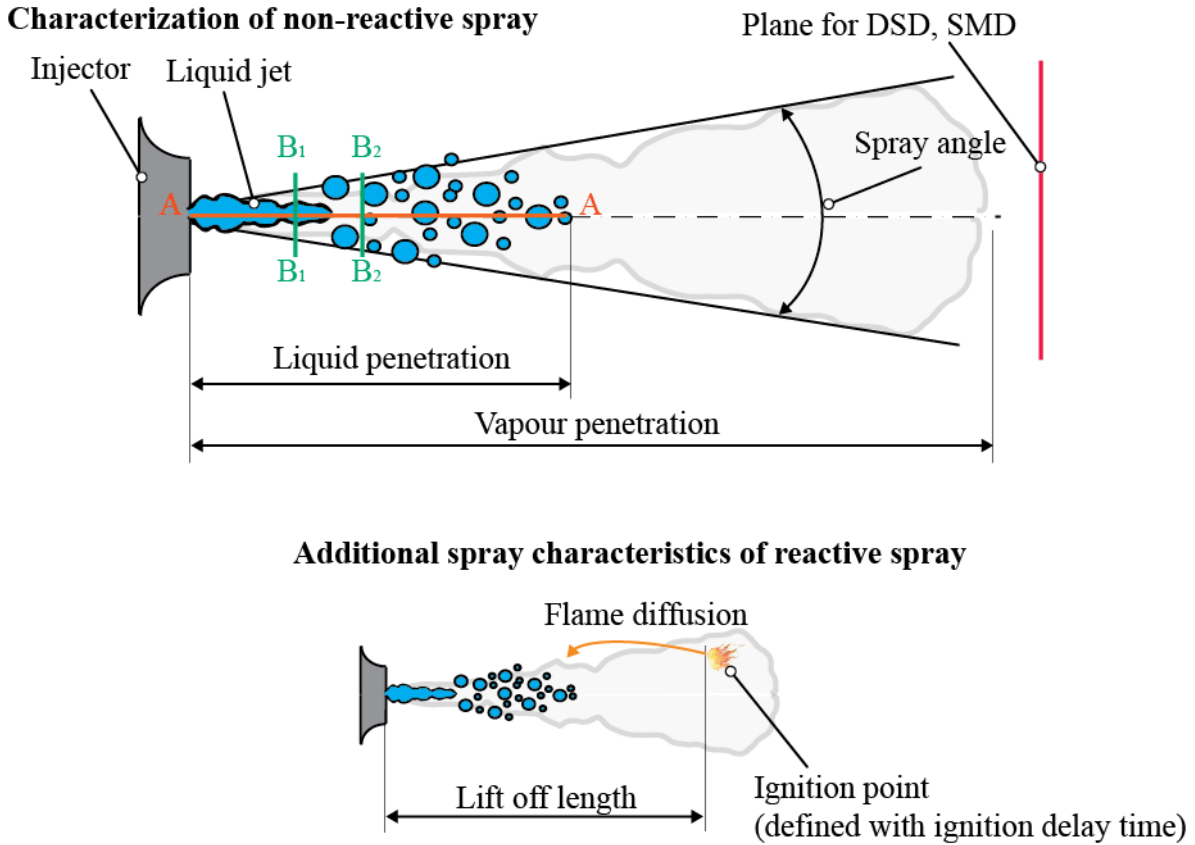 Characterization of non-reactive spray
Plane for DSD, SMD
Injector
Liquid jet
B1
B2
Spray angle
A
A
B1
B2
Liquid penetration
Vapour penetration
Additional spray characteristics of reactive spray
Flame diffusion
Lift off length
Ignition point
(defined with ignition delay time)